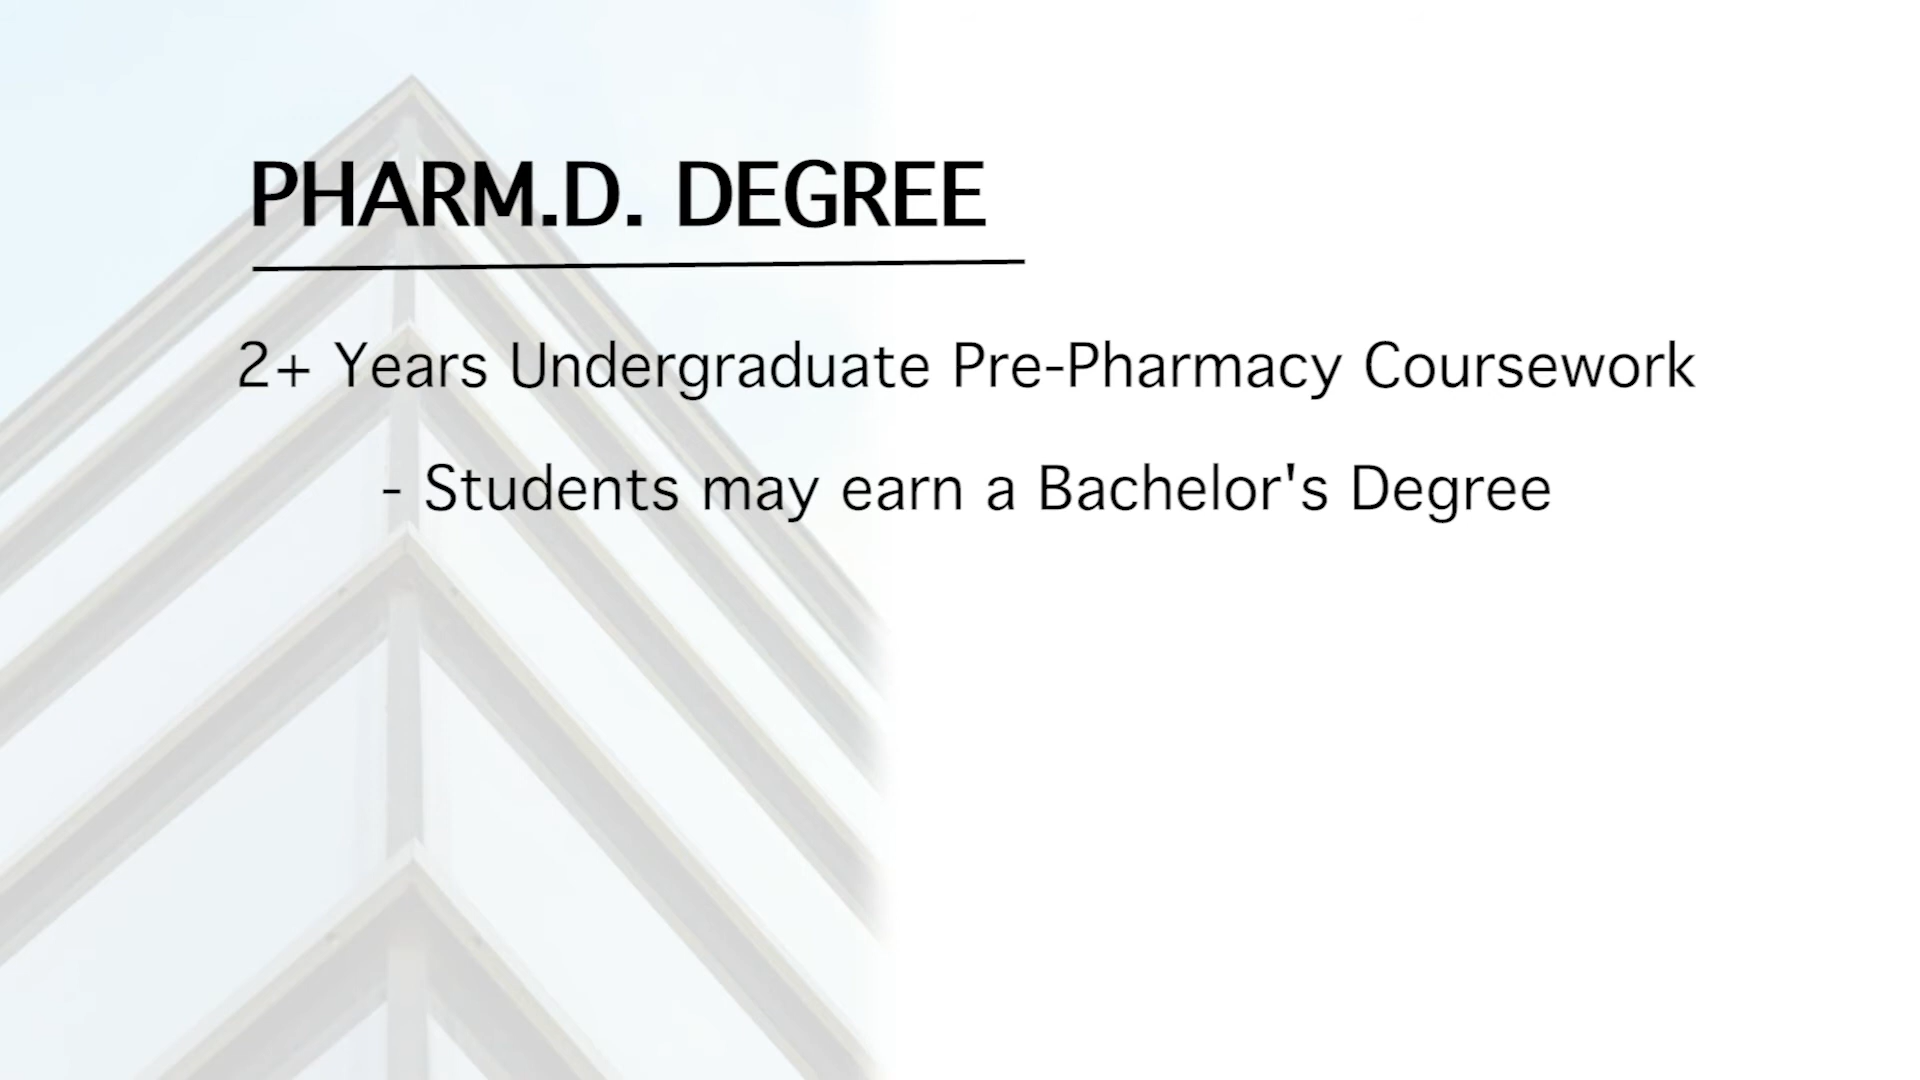 PHARM.D. DEGREE
2+ Years Undergraduate Pre-Pharmacy Coursework
- Students may earn a Bachelor's Degree